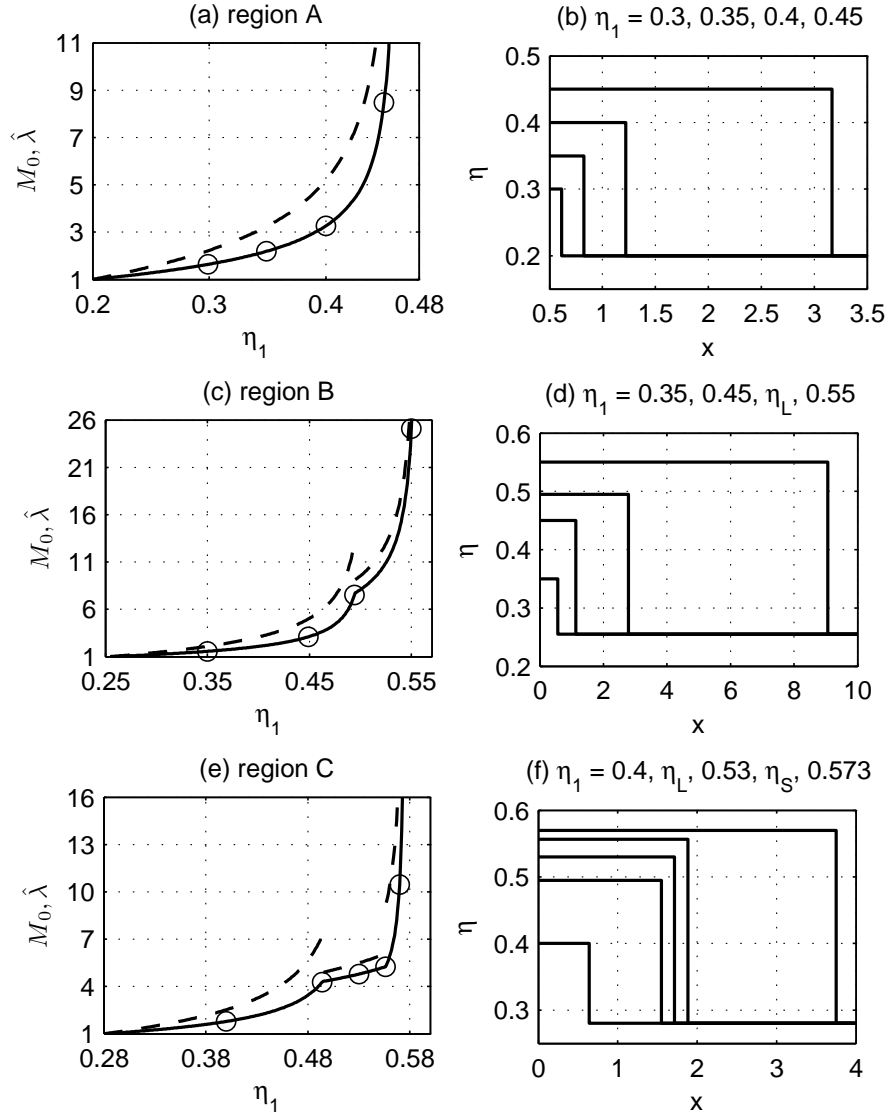 (a) region A
M₀, λ̂
11
9
7
5
3
1
0.2 0.3 0.4 0.48
η₁
(b) η₁ = 0.3, 0.35, 0.4, 0.45
η
0.5
0.4
0.3
0.2
0.5 1 1.5 2 2.5 3 3.5
x
(c) region B
M₀, λ̂
26
21
16
11
6
1
0.25 0.35 0.45 0.55
η₁
(d) η₁ = 0.35, 0.45, η_L, 0.55
η
0.6
0.5
0.4
0.3
0.2
0 2 4 6 8 10
x
(e) region C
M₀, λ̂
16
13
10
7
4
1
0.28 0.38 0.48 0.58
η₁
(f) η₁ = 0.4, η_L, 0.53, η_S, 0.573
η
0.6
0.5
0.4
0.3
0 1 2 3 4
x